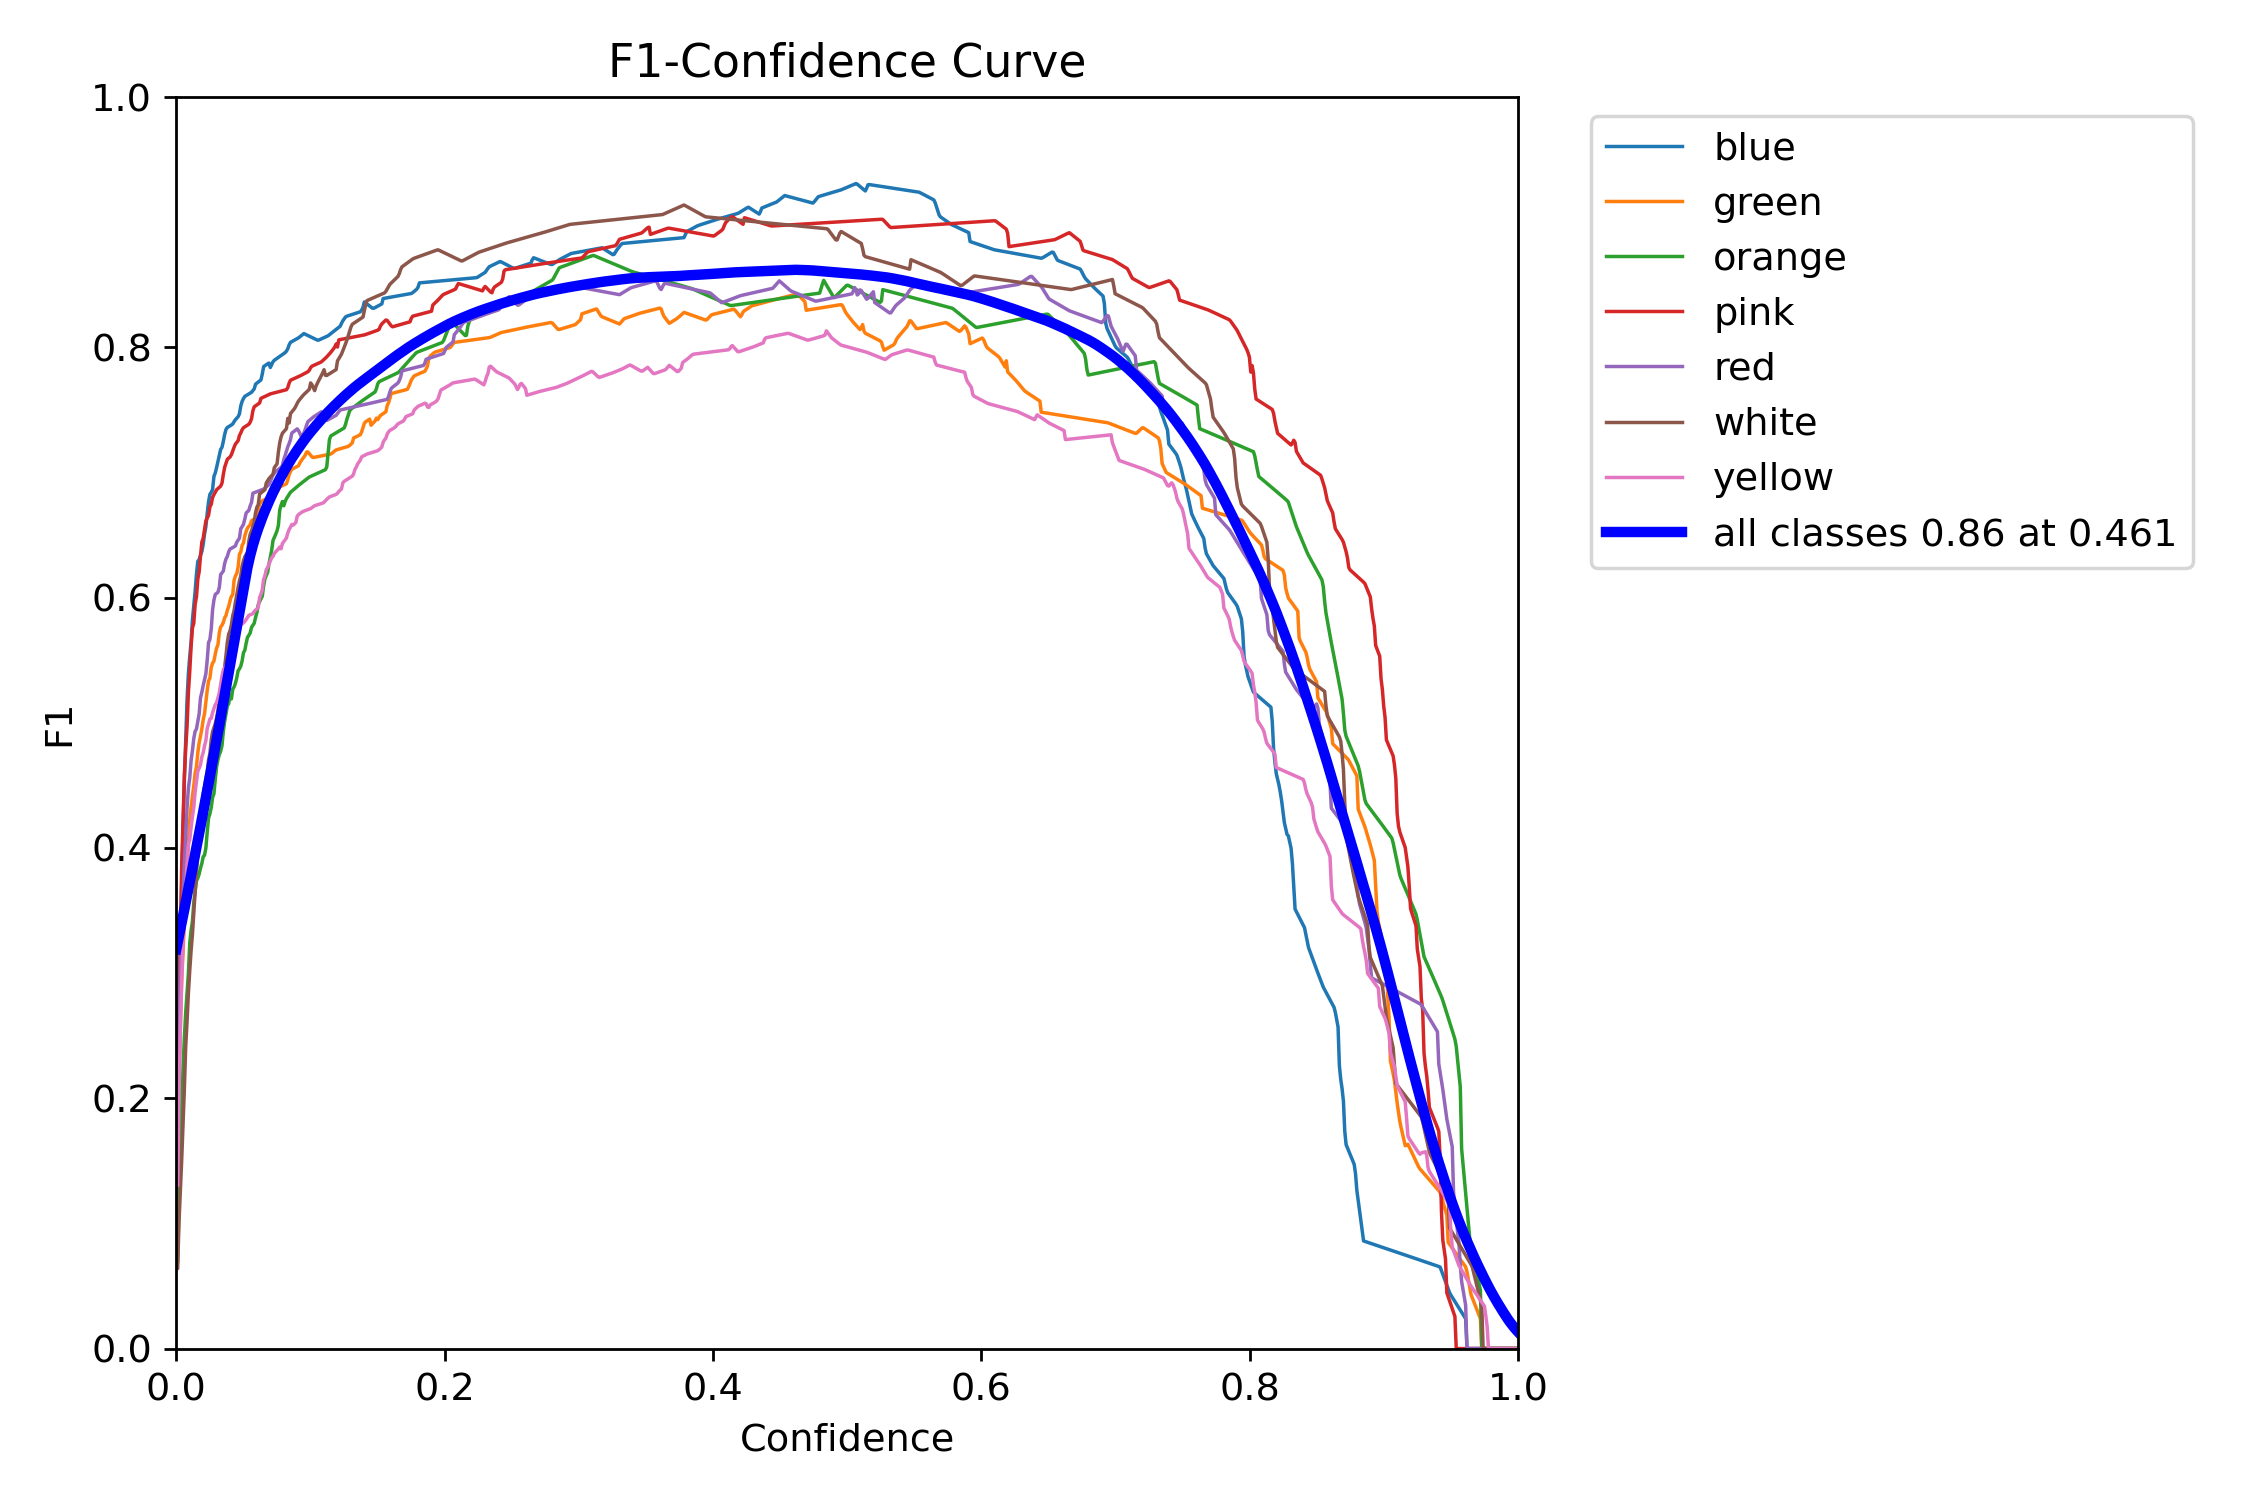 F1-Confidence Curve
1.0
0.8
0.6
0.4
0.2
0.0
F1
0.0 0.2 0.4 0.6 0.8 1.0
Confidence
blue
green
orange
pink
red
white
yellow
all classes 0.86 at 0.461